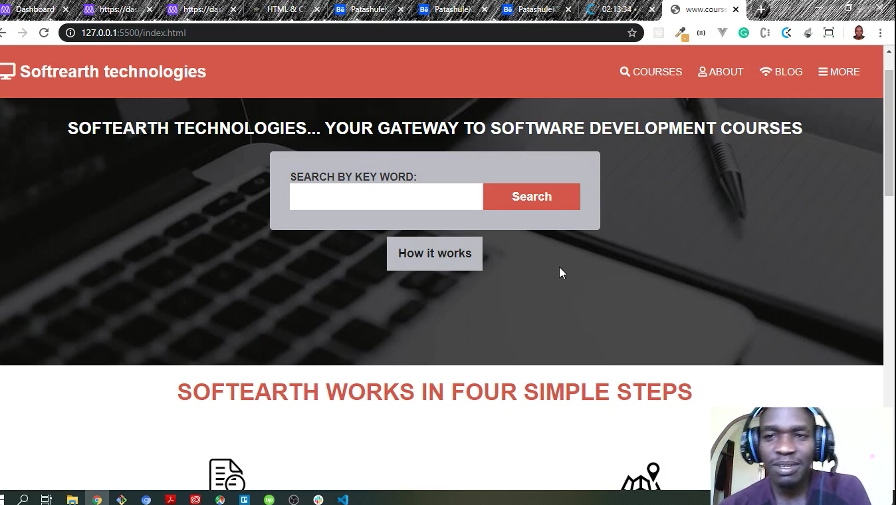 Dashboard
https://das
https://das
HTML & C
Patashule
Patashule
Patashule
02:13:34
www.cours
127.0.0.1:5500/index.html
Softrearth technologies
COURSES
ABOUT
BLOG
MORE
SOFTEARTH TECHNOLOGIES... YOUR GATEWAY TO SOFTWARE DEVELOPMENT COURSES
SEARCH BY KEY WORD:
Search
How it works
SOFTEARTH WORKS IN FOUR SIMPLE STEPS